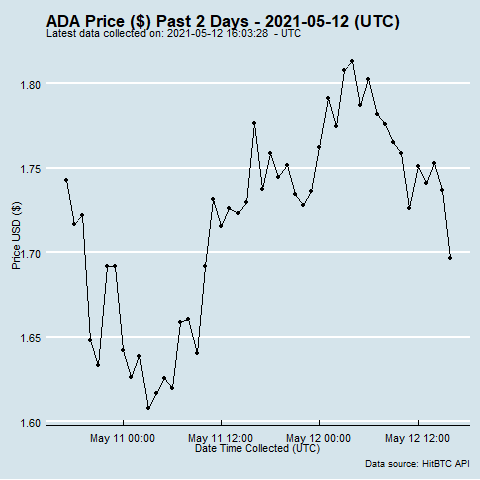 ADA Price ($) Past 2 Days - 2021-05-12 (UTC)
Latest data collected on: 2021-05-12 16:03:28 - UTC
1.80
1.75
1.70
1.65
1.60
Price USD ($)
May 11 00:00 May 11 12:00 May 12 00:00 May 12 12:00
Date Time Collected (UTC)
Data source: HitBTC API